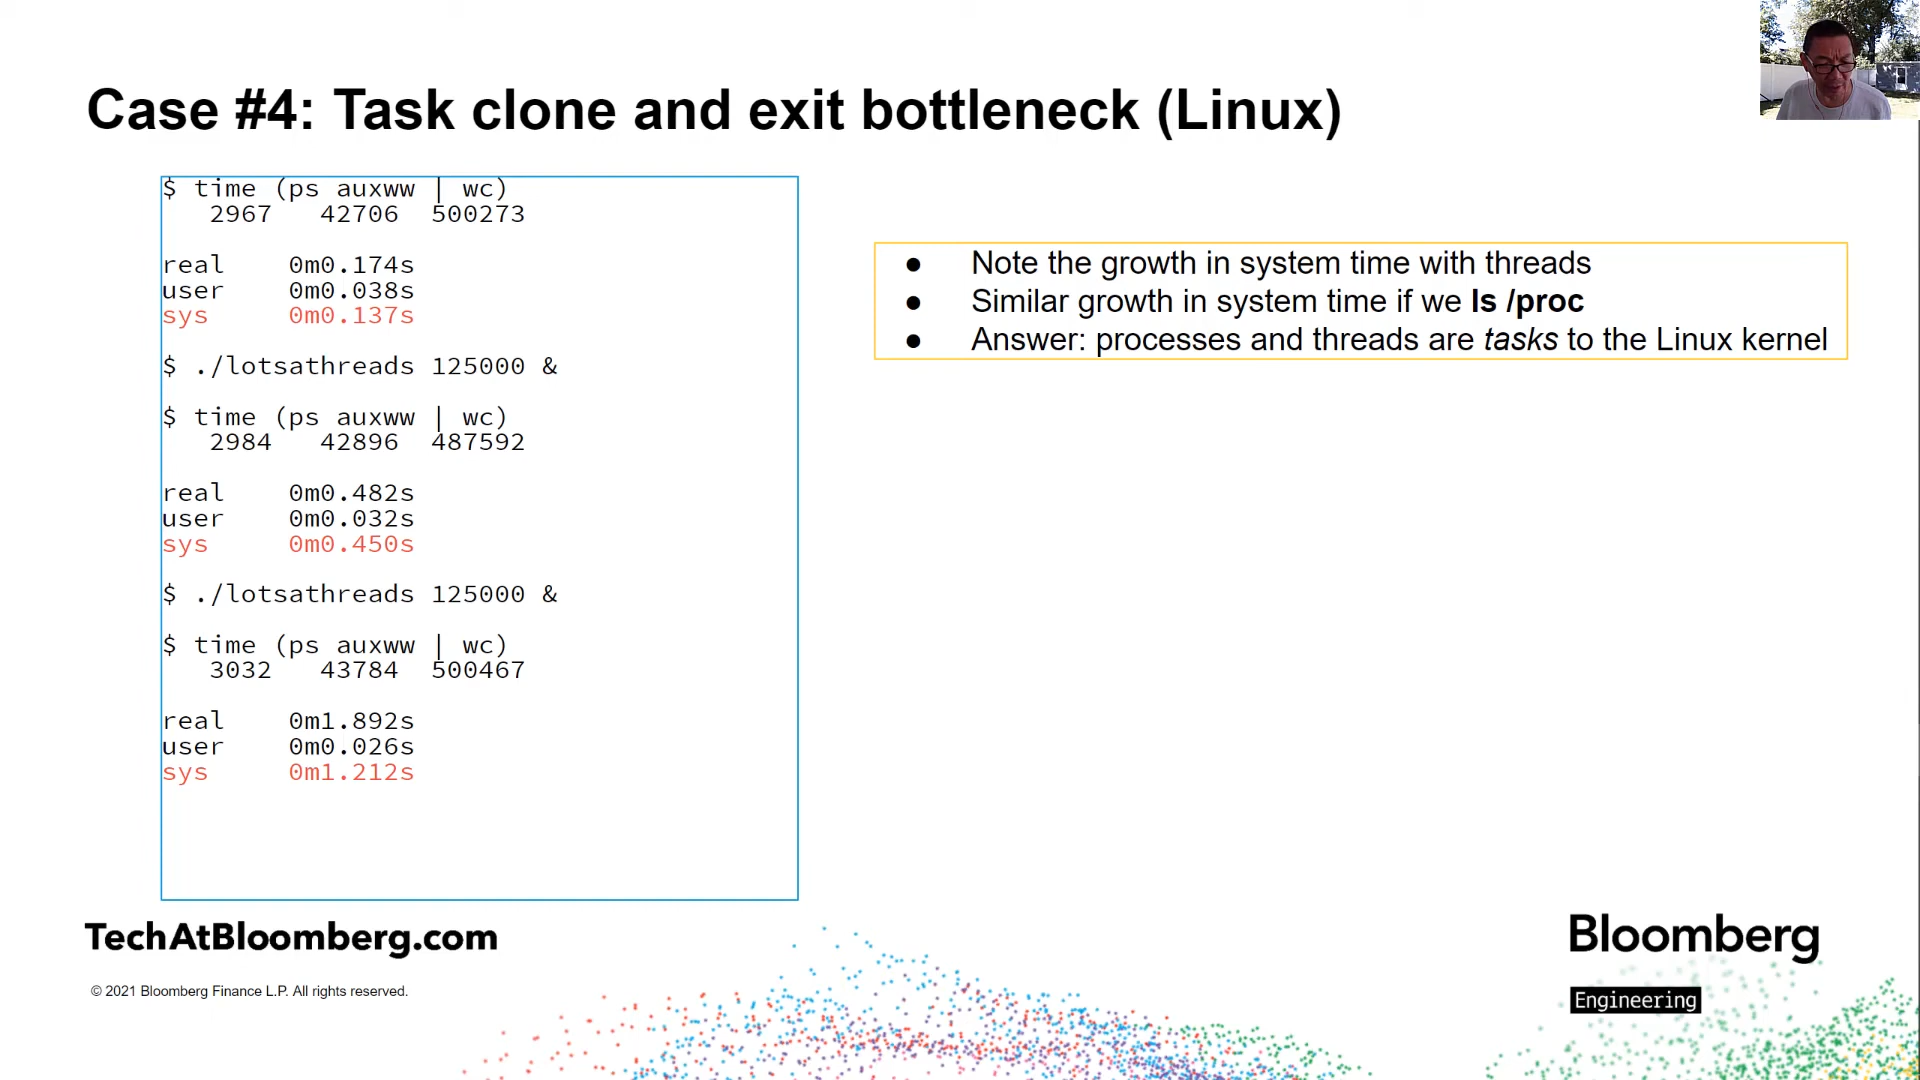 Case #4: Task clone and exit bottleneck (Linux)
$ time (ps auxww | wc)
2967 42706 500273
real 0m0.174s
user 0m0.038s
sys 0m0.137s
$ ./lotsathreads 125000 &
$ time (ps auxww | wc)
2984 42896 487592
real 0m0.482s
user 0m0.032s
sys 0m0.450s
$ ./lotsathreads 125000 &
$ time (ps auxww | wc)
3032 43784 500467
real 0m1.892s
user 0m0.026s
sys 0m1.212s
● Note the growth in system time with threads
● Similar growth in system time if we ls /proc
● Answer: processes and threads are tasks to the Linux kernel
TechAtBloomberg.com
© 2021 Bloomberg Finance L.P. All rights reserved.
Bloomberg
Engineering